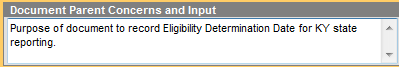 Document Parent Concerns and Input
Purpose of document to record Eligibility Determination Date for KY state
reporting.